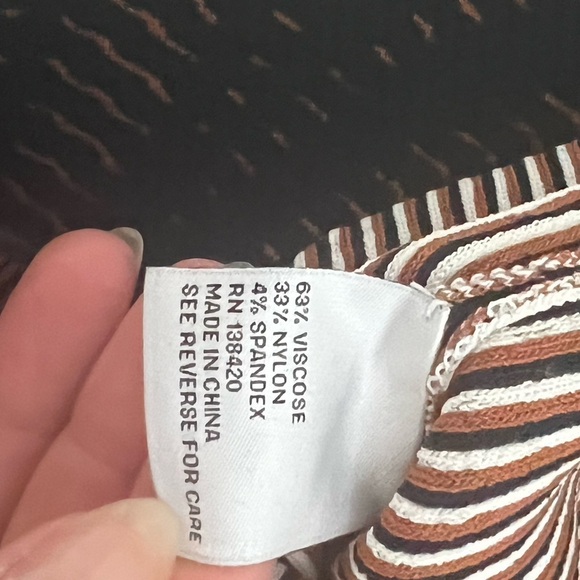 63% VISCOSE
33% NYLON
4% SPANDEX
RN 138420
MADE IN CHINA
SEE REVERSE FOR CARE